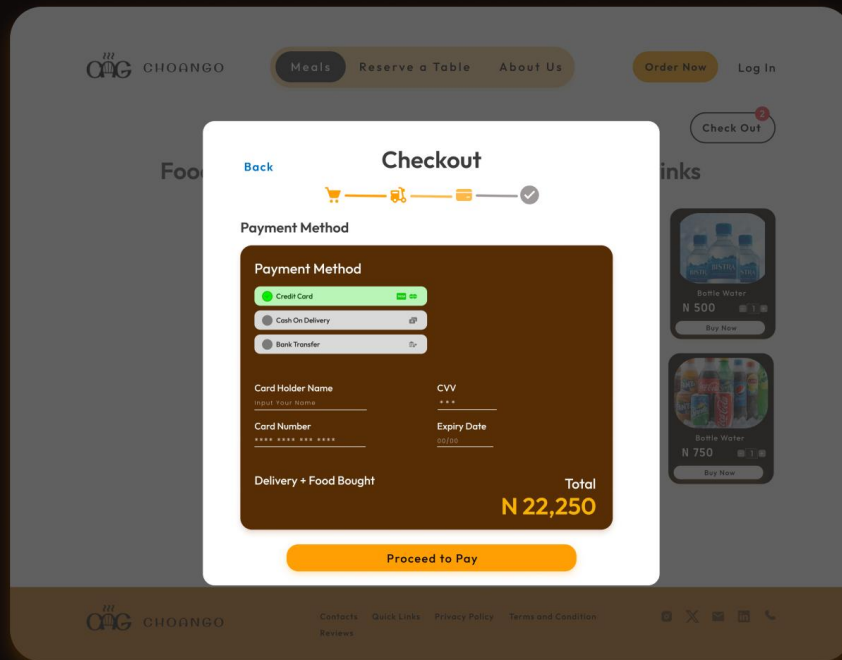 CHOANGO
Meals Reserve a Table About Us
Order Now Log In
2
Check Out
Foo
inks
Back
Checkout
Payment Method
Payment Method
Credit Card
Cash On Delivery
Bank Transfer
Card Holder Name CVV
Input Your Name ***
Card Number Expiry Date
**** **** *** **** 00/00
Delivery + Food Bought Total
N 22,250
Proceed to Pay
Bottle Water
N 500 1
Buy Now
Bottle Water
N 750 1
Buy Now
CHOANGO
Contacts Quick Links Privacy Policy Terms and Condition
Reviews